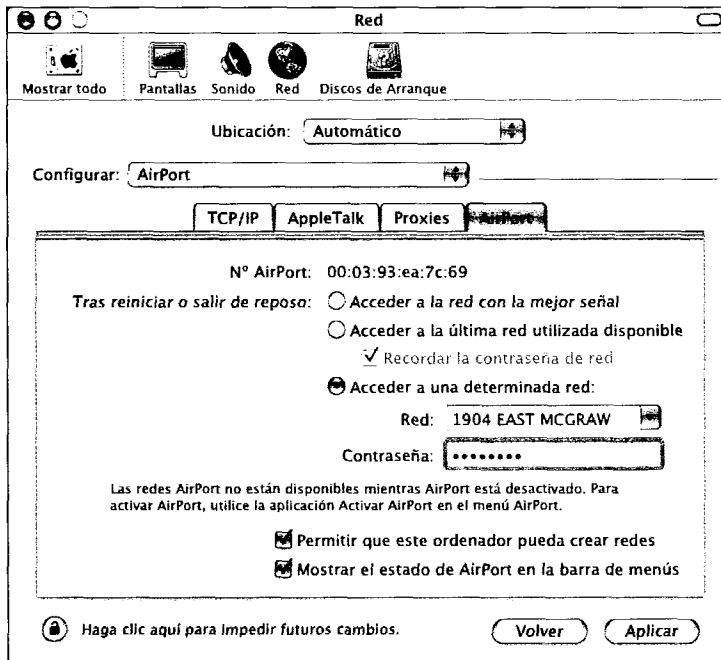 Red
Mostrar todo Pantallas Sonido Red Discos de Arranque
Ubicación: Automático
Configurar: AirPort
TCP/IP AppleTalk Proxies AirPort
Nº AirPort: 00:03:93:ea:7c:69
Tras reiniciar o salir de reposo: Acceder a la red con la mejor señal
Acceder a la última red utilizada disponible
Recordar la contraseña de red
Acceder a una determinada red:
Red: 1904 EAST MCGRAW
Contraseña: ••••••••
Las redes AirPort no están disponibles mientras AirPort está desactivado. Para
activar AirPort, utilice la aplicación Activar AirPort en el menú AirPort.
Permitir que este ordenador pueda crear redes
Mostrar el estado de AirPort en la barra de menús
Haga clic aquí para impedir futuros cambios. Volver Aplicar